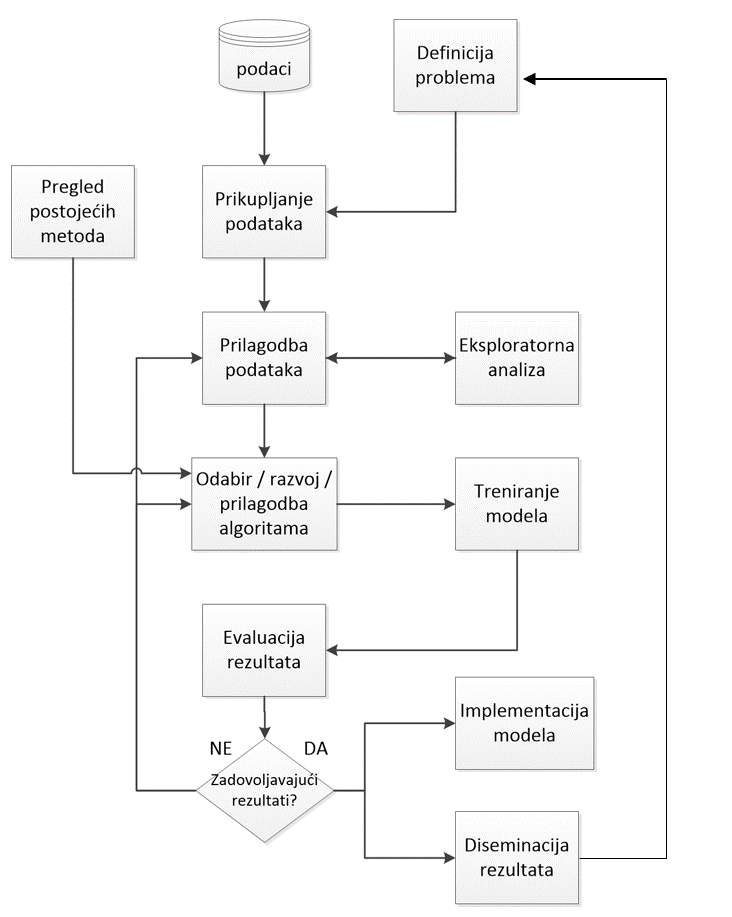 podaci
Definicija
problema
Pregled
postojećih
metoda
Prikupljanje
podataka
Prilagodba
podataka
Eksploratorna
analiza
Odabir / razvoj /
prilagodba
algoritama
Treniranje
modela
Evaluacija
rezultata
Implementacija
modela
NE
DA
Zadovoljavajući
rezultati?
Diseminacija
rezultata